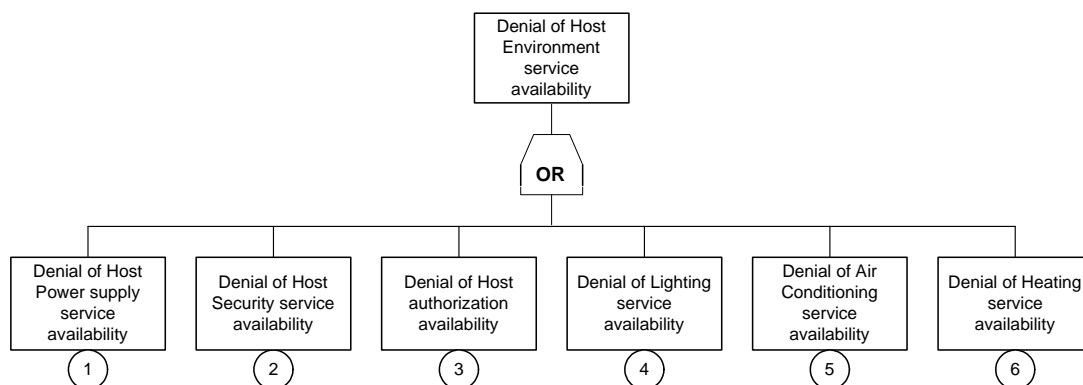 Denial of Host
Environment
service
availability
OR
Denial of Host
Power supply
service
availability
Denial of Host
Security service
availability
Denial of Host
authorization
availability
Denial of Lighting
service
availability
Denial of Air
Conditioning
service
availability
Denial of Heating
service
availability
1
2
3
4
5
6